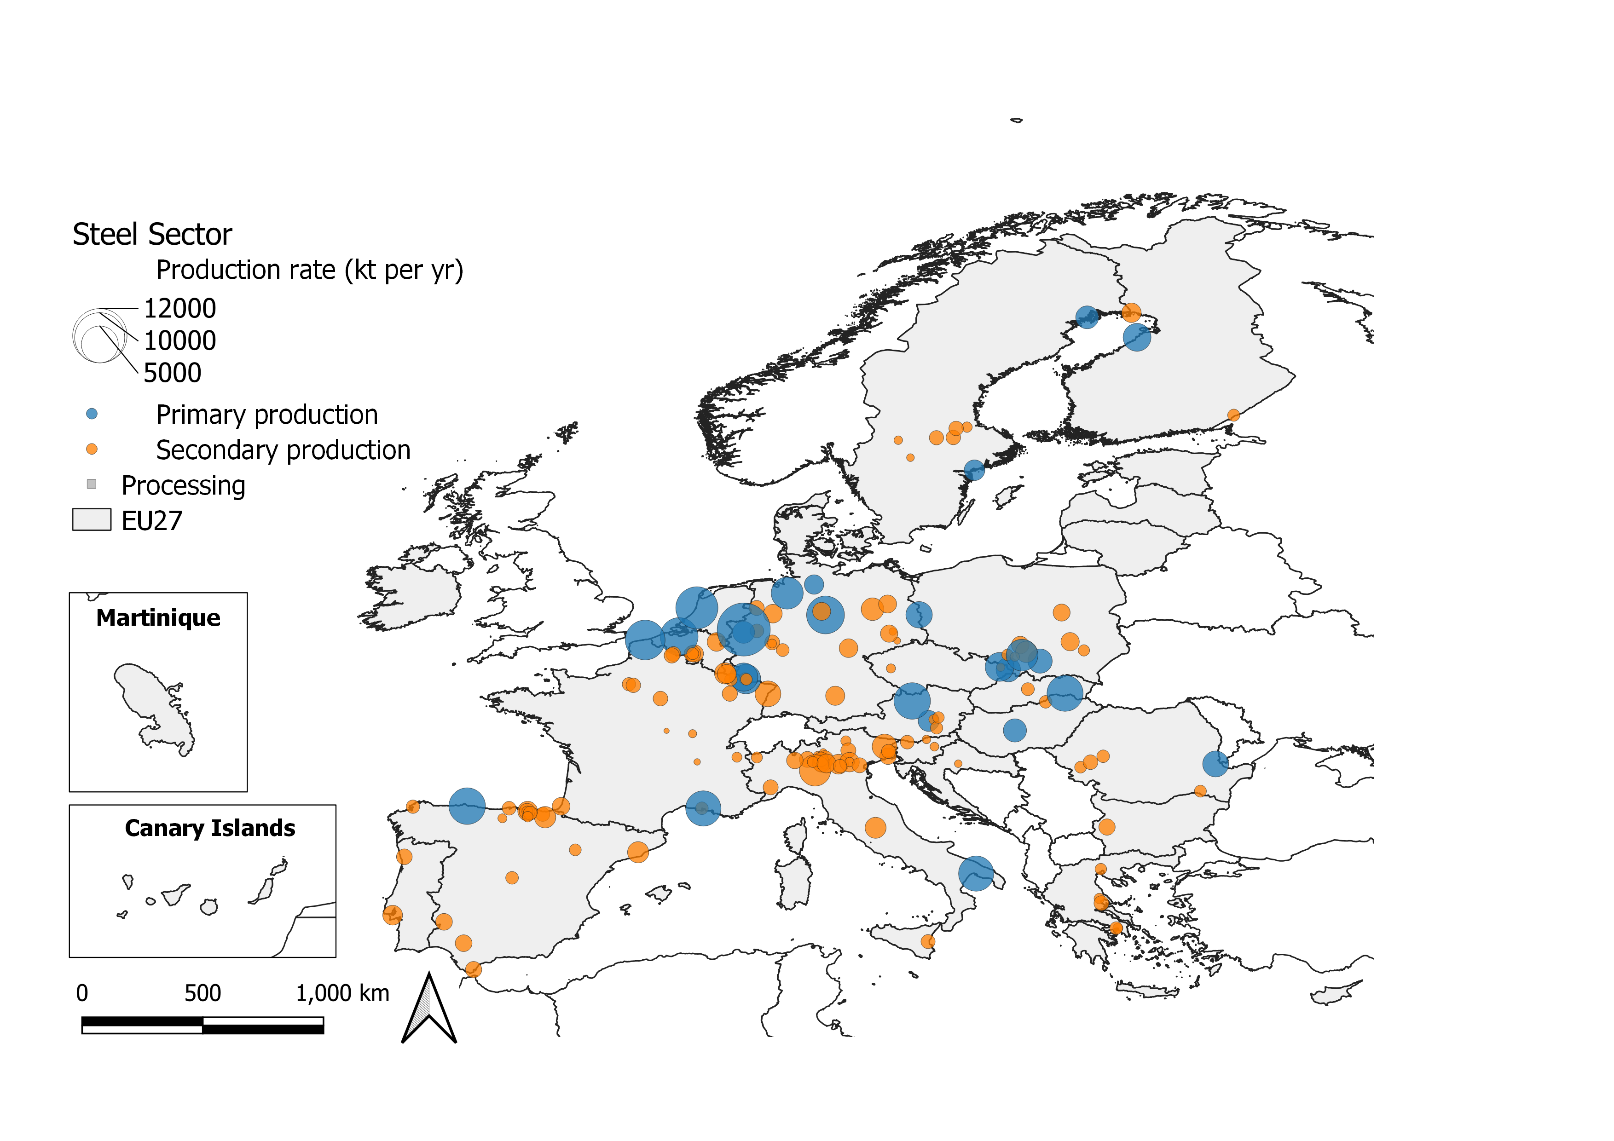 Steel Sector
Production rate (kt per yr)
12000
10000
5000
Primary production
Secondary production
Processing
EU27
Martinique
Canary Islands
0 500 1,000 km